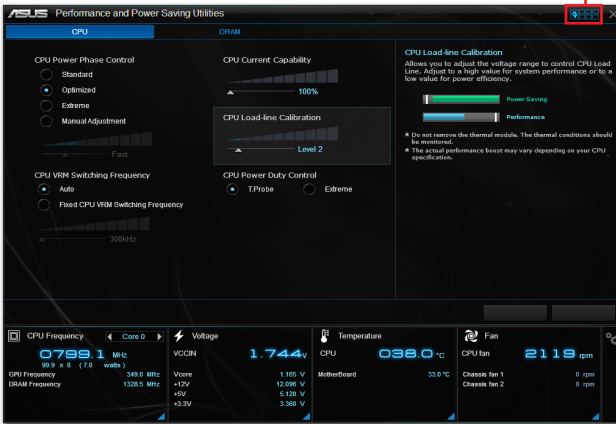 ASUS Performance and Power Saving Utilities
CPU
DRAM
CPU Power Phase Control
Standard
Optimized
Extreme
Manual Adjustment
Fast
CPU VRM Switching Frequency
Auto
Fixed CPU VRM Switching Frequency
300kHz
CPU Current Capability
100%
CPU Load-line Calibration
Level 2
CPU Power Duty Control
T.Probe
Extreme
CPU Load-line Calibration
Allows you to adjust the voltage range to control CPU Load
Line. Adjust to a high value for system performance or to a
low value for power efficiency.
Power Saving
Performance
* Do not remove the thermal module. The thermal conditions should
be monitored.
* The actual performance boost may vary depending on your CPU
specification.
CPU Frequency
Core 0
0799.1 MHz
99.9 x 8 (7.0 watts)
GPU Frequency 349.0 MHz
DRAM Frequency 1328.5 MHz
Voltage
VCCIN 1.744 V
Vcore 1.165 V
+12V 12.096 V
+5V 5.120 V
+3.3V 3.360 V
Temperature
CPU 038.0 °C
MotherBoard 33.0 °C
Fan
CPU fan 2119 rpm
Chassis fan 1 0 rpm
Chassis fan 2 0 rpm